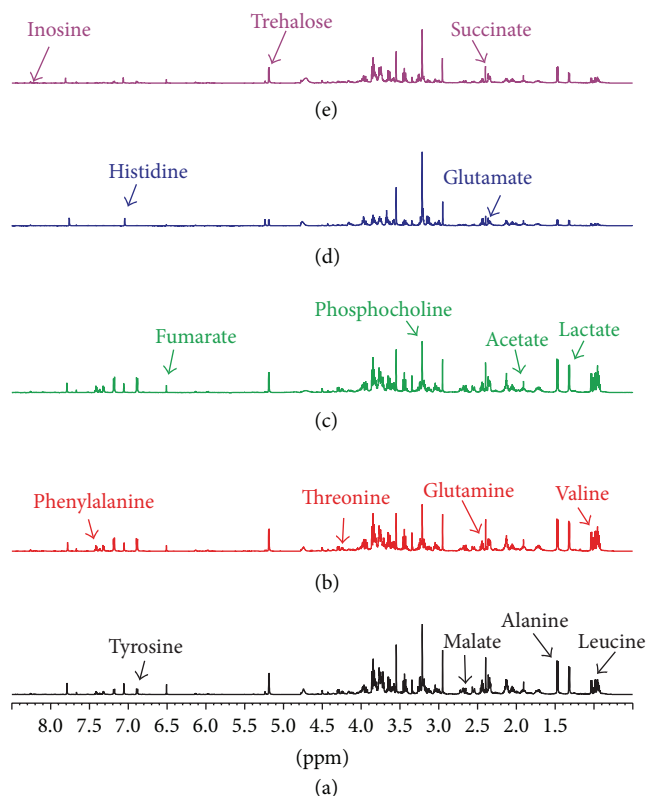 Inosine
Trehalose
Succinate
(e)
Histidine
Glutamate
(d)
Phosphocholine
Fumarate
Acetate
Lactate
(c)
Phenylalanine
Threonine
Glutamine
Valine
(b)
Alanine
Tyrosine
Malate
Leucine
8.0 7.5 7.0 6.5 6.0 5.5 5.0 4.5 4.0 3.5 3.0 2.5 2.0 1.5
(ppm)
(a)